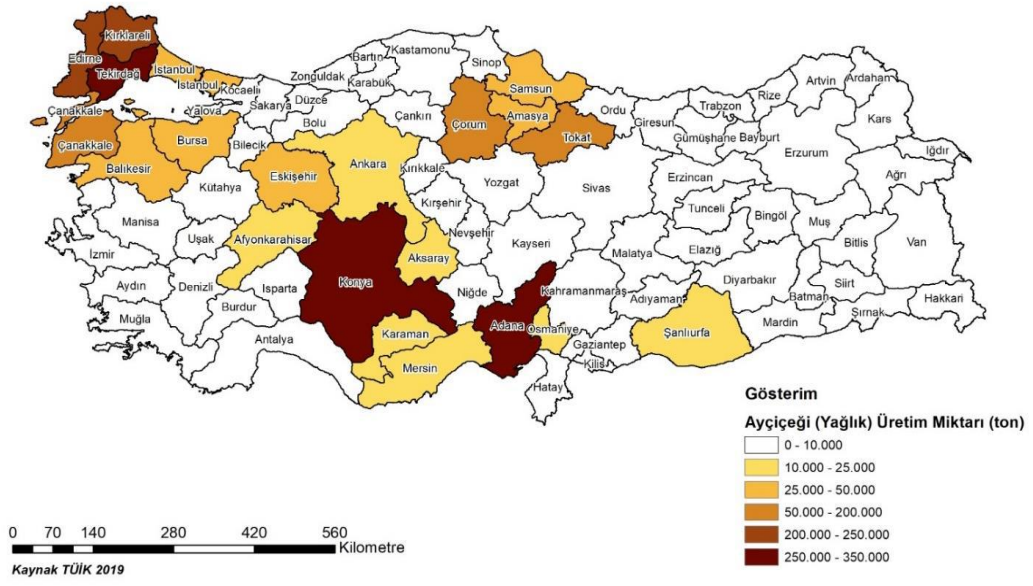 Kırklareli
Edirne
Tekirdağ
İstanbul
İstanbul
Kocaeli
Yalova
Çanakkale
Çanakkale
Balıkesir
Bursa
Bilecik
Sakarya
Düzce
Bolu
Zonguldak
Bartın
Karabük
Kastamonu
Çankırı
Sinop
Samsun
Çorum
Amasya
Tokat
Ordu
Giresun
Trabzon
Rize
Artvin
Ardahan
Kars
Gümüşhane
Bayburt
Erzurum
Iğdır
Ağrı
Erzincan
Sivas
Yozgat
Kırıkkale
Ankara
Eskişehir
Kütahya
Manisa
Uşak
Afyonkarahisar
Kırşehir
Nevşehir
Aksaray
Kayseri
Malatya
Tunceli
Elazığ
Bingöl
Muş
Bitlis
Van
İzmir
Aydın
Denizli
Isparta
Burdur
Muğla
Antalya
Konya
Niğde
Karaman
Mersin
Adana
Osmaniye
Kahramanmaraş
Adıyaman
Gaziantep
Kilis
Hatay
Şanlıurfa
Diyarbakır
Batman
Siirt
Mardin
Şırnak
Hakkari
Gösterim
Ayçiçeği (Yağlık) Üretim Miktarı (ton)
0 - 10.000
10.000 - 25.000
25.000 - 50.000
50.000 - 200.000
200.000 - 250.000
250.000 - 350.000
0 70 140 280 420 560
Kilometre
Kaynak TÜİK 2019